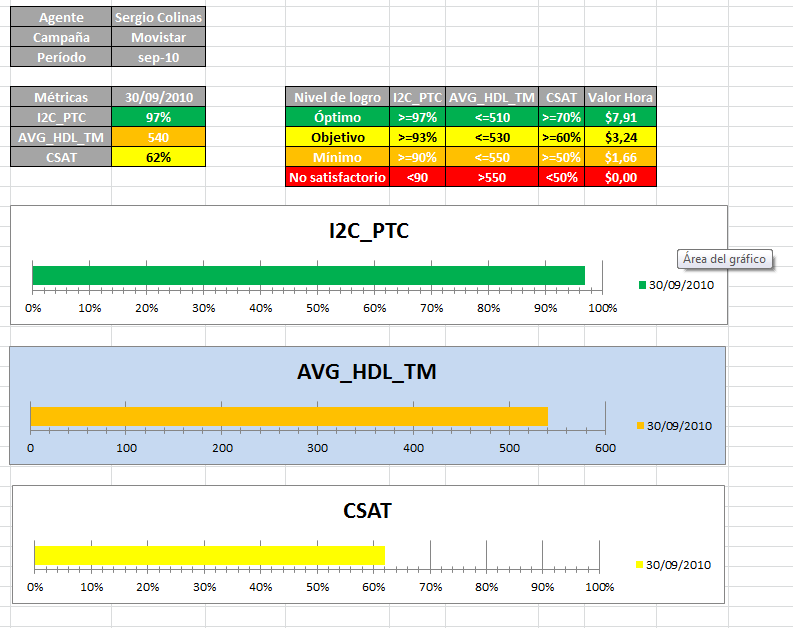 Agente Sergio Colinas
Campaña Movistar
Período sep-10
Métricas 30/09/2010
I2C_PTC 97%
AVG_HDL_TM 540
CSAT 62%
Nivel de logro I2C_PTC AVG_HDL_TM CSAT Valor Hora
Óptimo >=97% <=510 >=70% $7,91
Objetivo >=93% <=530 >=60% $3,24
Mínimo >=90% <=550 >=50% $1,66
No satisfactorio <90 >550 <50% $0,00
I2C_PTC
Área del gráfico
30/09/2010
0% 10% 20% 30% 40% 50% 60% 70% 80% 90% 100%
AVG_HDL_TM
30/09/2010
0 100 200 300 400 500 600
CSAT
30/09/2010
0% 10% 20% 30% 40% 50% 60% 70% 80% 90% 100%